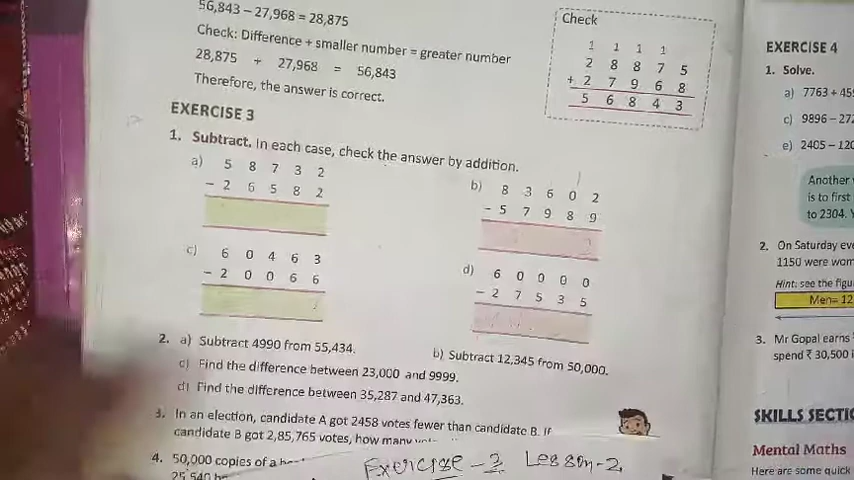 56,843 – 27,968 = 28,875
Check: Difference + smaller number = greater number
28,875 + 27,968 = 56,843
Therefore, the answer is correct.
Check
1 1 1 1
2 8 8 7 5
+ 2 7 9 6 8
5 6 8 4 3
EXERCISE 3
1. Subtract. In each case, check the answer by addition.
a) 5 8 7 3 2
– 2 6 5 8 2
b) 8 3 6 0 2
– 5 7 9 8 9
c) 6 0 4 6 3
– 2 0 0 6 6
d) 6 0 0 0 0
– 2 7 5 3 5
2. a) Subtract 4990 from 55,434.
b) Subtract 12,345 from 50,000.
c) Find the difference between 23,000 and 9999.
d) Find the difference between 35,287 and 47,363.
3. In an election, candidate A got 2458 votes fewer than candidate B. If
candidate B got 2,85,765 votes, how many
4. 50,000 copies of a
25,540
Exercise -3 Lesson-2,
EXERCISE 4
1. Solve.
a) 7763 + 45
c) 9896 – 27
e) 2405 – 120
Another
is to first
to 2304.
2. On Saturday
1150 were
Hint: see the
Men= 12
3. Mr Gopal earns
spend ₹ 30,500
SKILLS
Mental Maths
Here are some quick